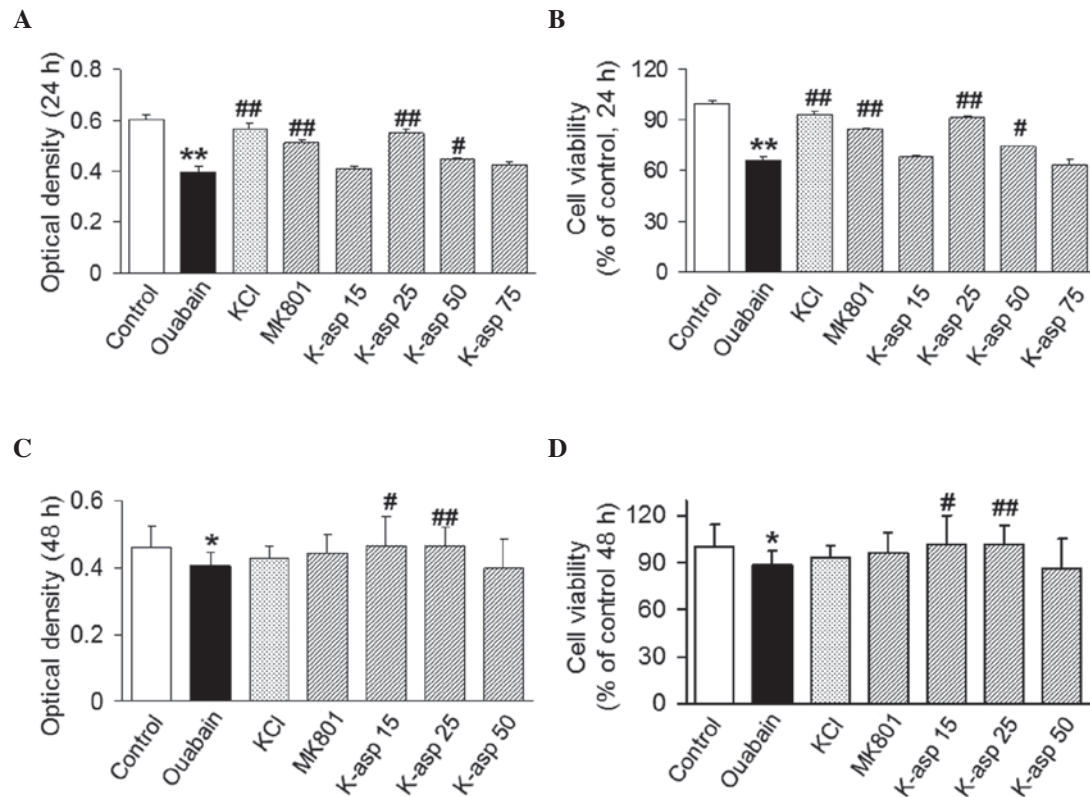 A
Optical density (24 h)
0.8
0.6
0.4
0.2
0
**
##
##
##
#
Control
Ouabain
KCl
MK801
K-asp 15
K-asp 25
K-asp 50
K-asp 75
B
Cell viability
(% of control, 24 h)
120
90
60
30
0
**
##
##
##
#
Control
Ouabain
KCl
MK801
K-asp 15
K-asp 25
K-asp 50
K-asp 75
C
Optical density (48 h)
0.6
0.4
0.2
0
*
#
##
Control
Ouabain
KCl
MK801
K-asp 15
K-asp 25
K-asp 50
D
Cell viability
(% of control 48 h)
120
90
60
30
0
*
#
##
Control
Ouabain
KCl
MK801
K-asp 15
K-asp 25
K-asp 50